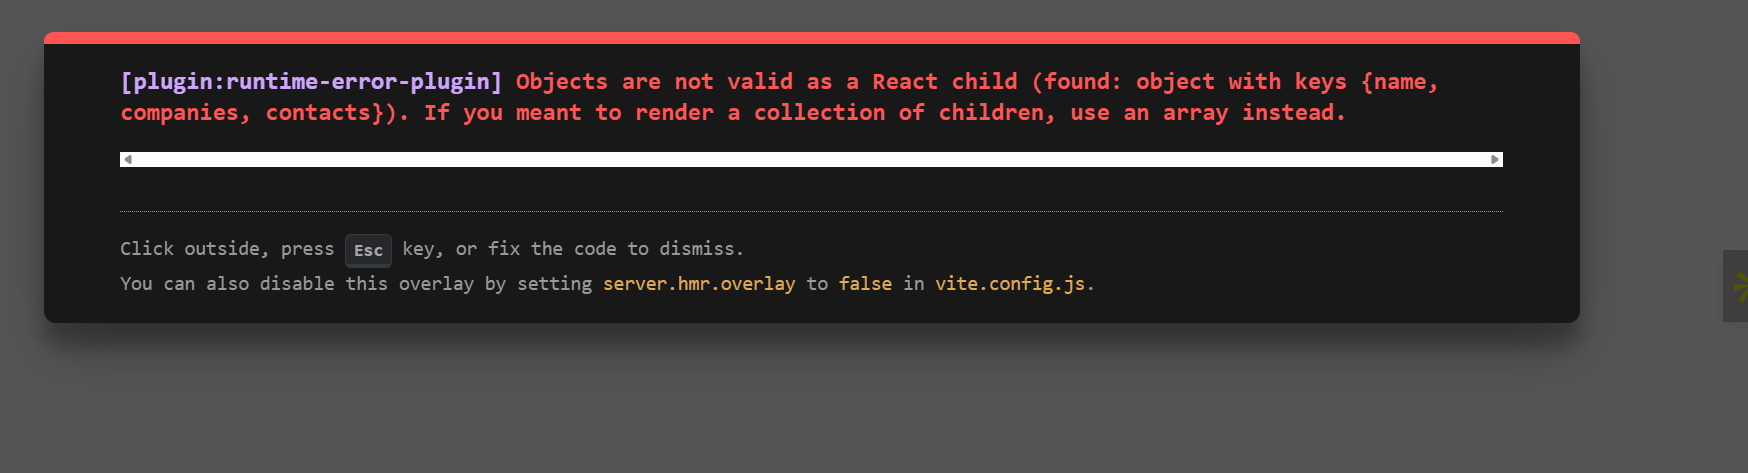 [plugin:runtime-error-plugin] Objects are not valid as a React child (found: object with keys {name,
companies, contacts}). If you meant to render a collection of children, use an array instead.
Click outside, press Esc key, or fix the code to dismiss.
You can also disable this overlay by setting server.hmr.overlay to false in vite.config.js.